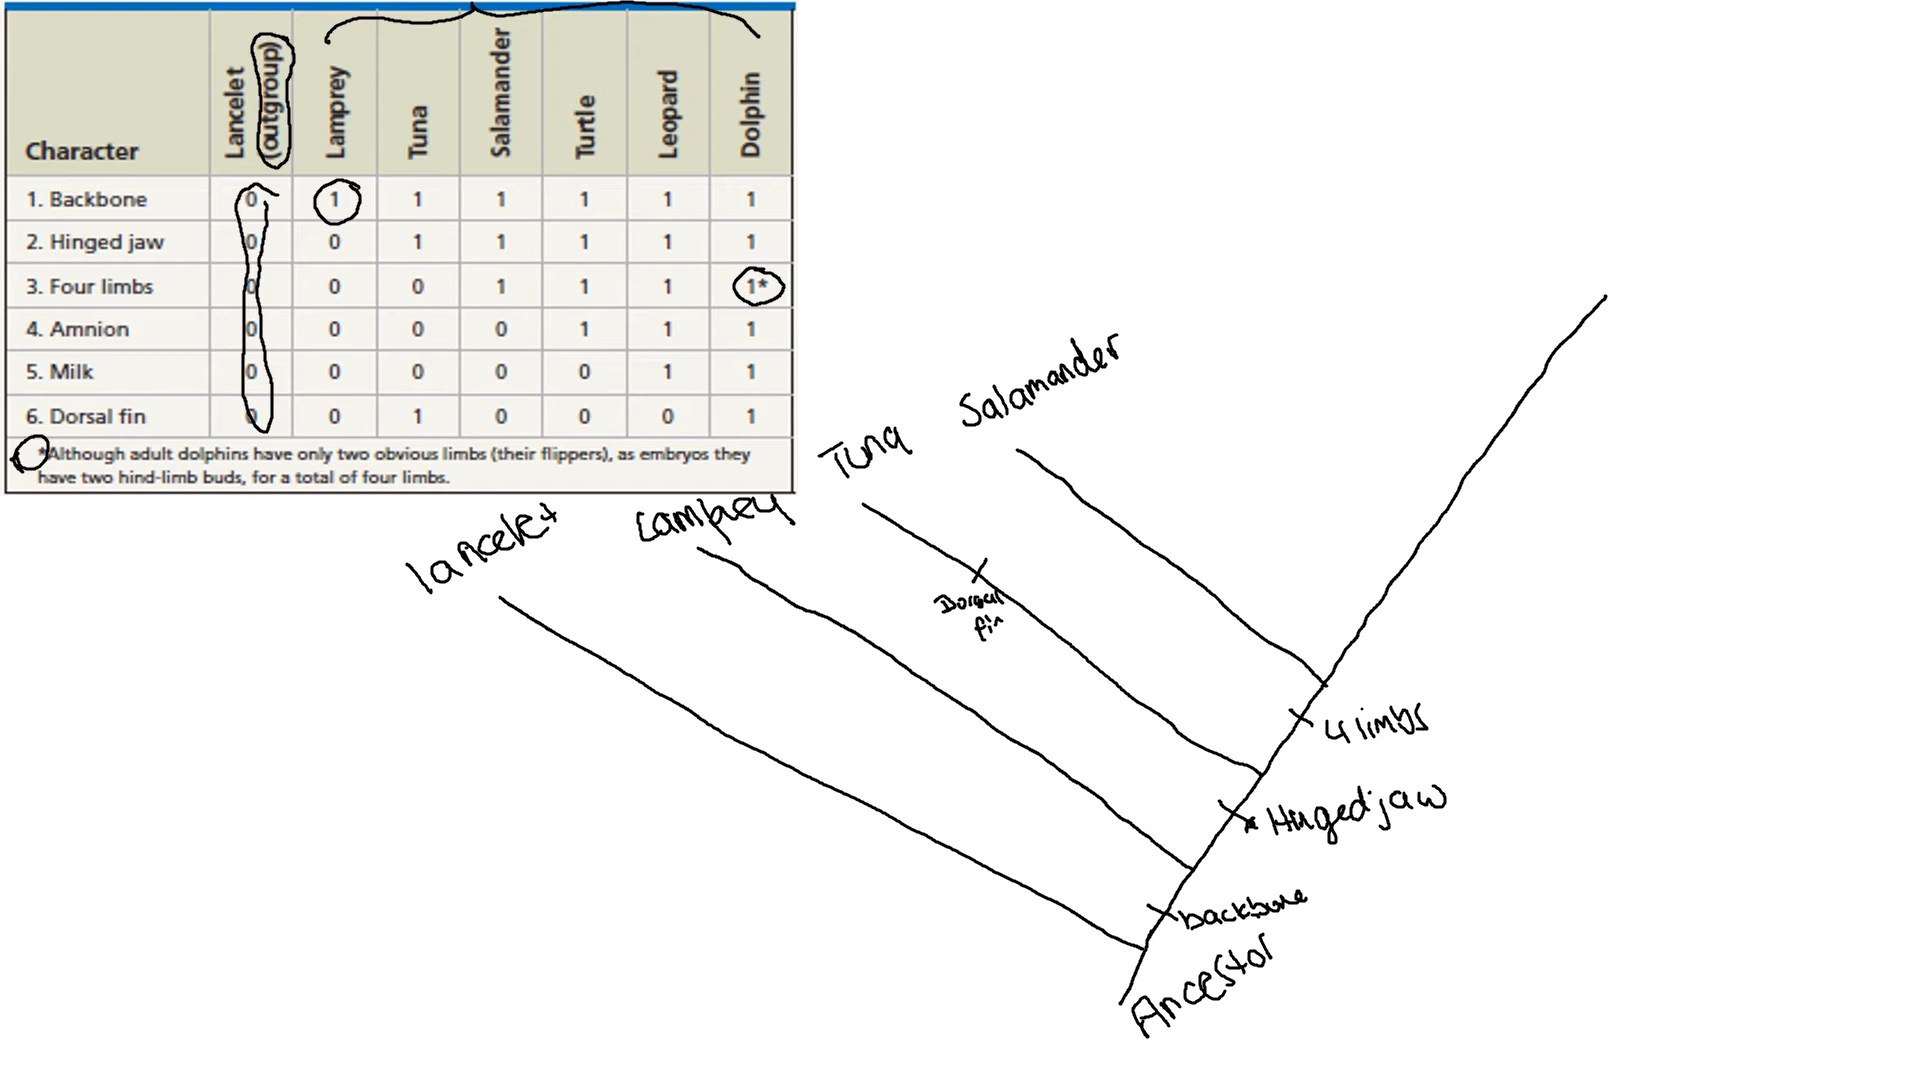 Character Lancelet (outgroup) Lamprey Tuna Salamander Turtle Leopard Dolphin
1. Backbone 0 1 1 1 1 1 1
2. Hinged jaw 0 0 1 1 1 1 1
3. Four limbs 0 0 0 1 1 1 1*
4. Amnion 0 0 0 0 1 1 1
5. Milk 0 0 0 0 0 1 1
6. Dorsal fin 0 0 1 0 0 0 1
*Although adult dolphins have only two obvious limbs (their flippers), as embryos they
have two hind-limb buds, for a total of four limbs.
lancelet
Lamprey
Tuna
Salamander
Dorsal
fin
4 limbs
Hinged jaw
backbone
Ancestor